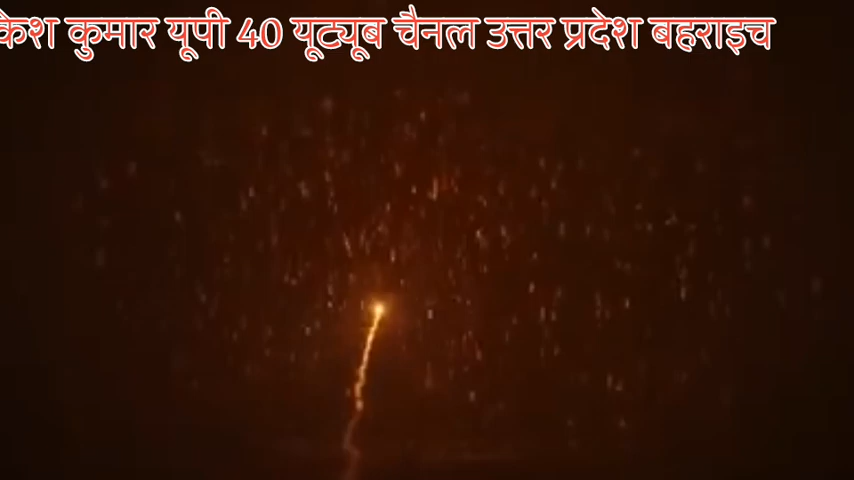 केश कुमार यूपी 40 यूट्यूब चैनल उत्तर प्रदेश बहराइच